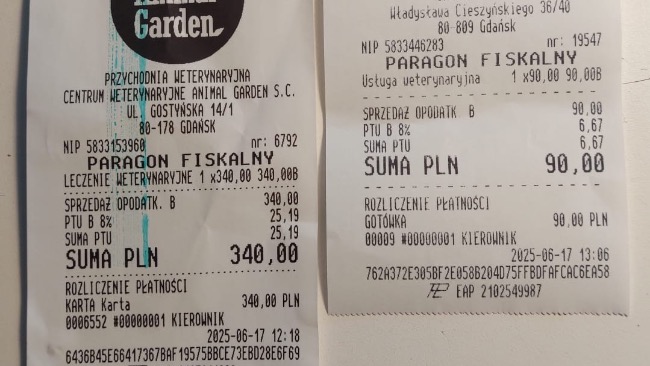 Garden
PRZYCHODNIA WETERYNARYJNA
CENTRUM WETERYNARYJNE ANIMAL GARDEN S.C.
UL. GOSTYŃSKA 14/1
80-178 GDAŃSK
NIP 5833153960 nr: 6792
PARAGON FISKALNY
LECZENIE WETERYNARYJNE 1 x340,00 340,00B
SPRZEDAŻ OPODATK. B 340,00
PTU B 8% 25,19
SUMA PTU 25,19
SUMA PLN 340,00
ROZLICZENIE PŁATNOŚCI
KARTA Karta 340,00 PLN
0006552 #00000001 KIEROWNIK
2025-06-17 12:18
6436B45E66417367BAF19575BBCE73EBD28E6F69
Władysława Cieszyńskiego 36/40
80-809 Gdańsk
NIP 5833446283 nr: 19547
PARAGON FISKALNY
Usługa weterynaryjna 1 x90,00 90,00B
SPRZEDAŻ OPODATK. B 90,00
PTU B 8% 6,67
SUMA PTU 6,67
SUMA PLN 90,00
ROZLICZENIE PŁATNOŚCI
GOTÓWKA 90,00 PLN
00009 #00000001 KIEROWNIK
2025-06-17 13:06
762A372E305BF2E058B204D75FFBDFAFCAC6EA58
EAP 2102549987